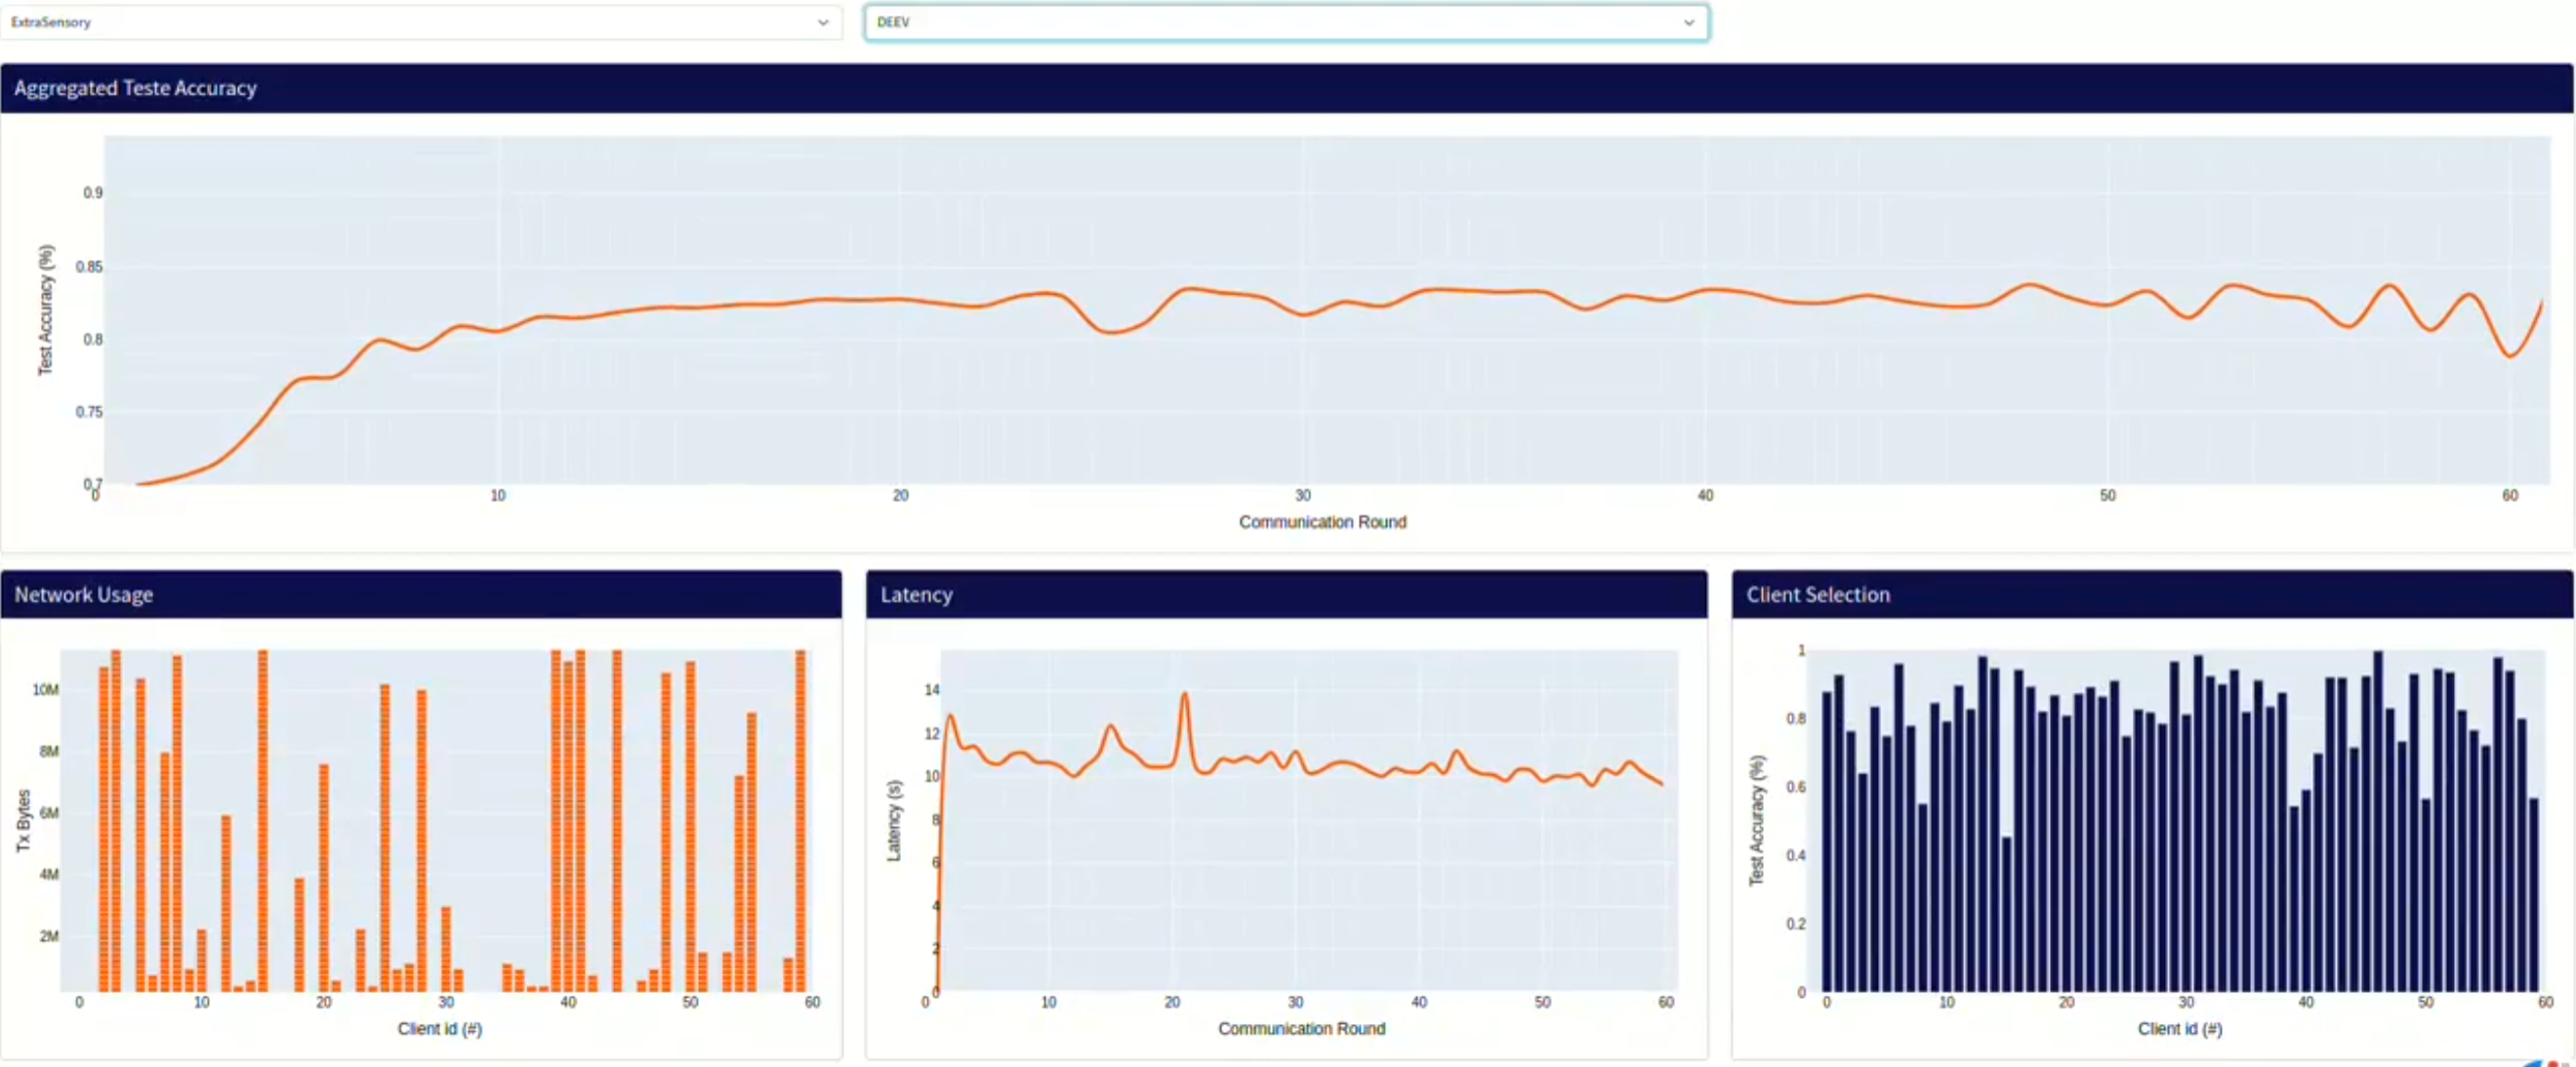 ExtraSensory
DEEV
Aggregated Teste Accuracy
0.9
0.85
0.8
0.75
0.7
Test Accuracy (%)
0 10 20 30 40 50 60
Communication Round
Network Usage
10M
8M
6M
4M
2M
Tx Bytes
0 10 20 30 40 50 60
Client id (#)
Latency
14
12
10
8
6
4
2
0
Latency (s)
0 10 20 30 40 50 60
Communication Round
Client Selection
1
0.8
0.6
0.4
0.2
0
Test Accuracy (%)
0 10 20 30 40 50 60
Client id (#)